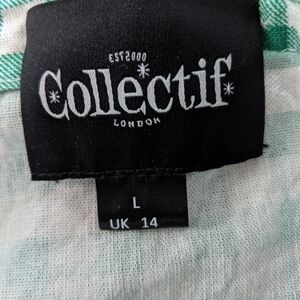 EST2000
Collectif
LONDON
L
UK 14